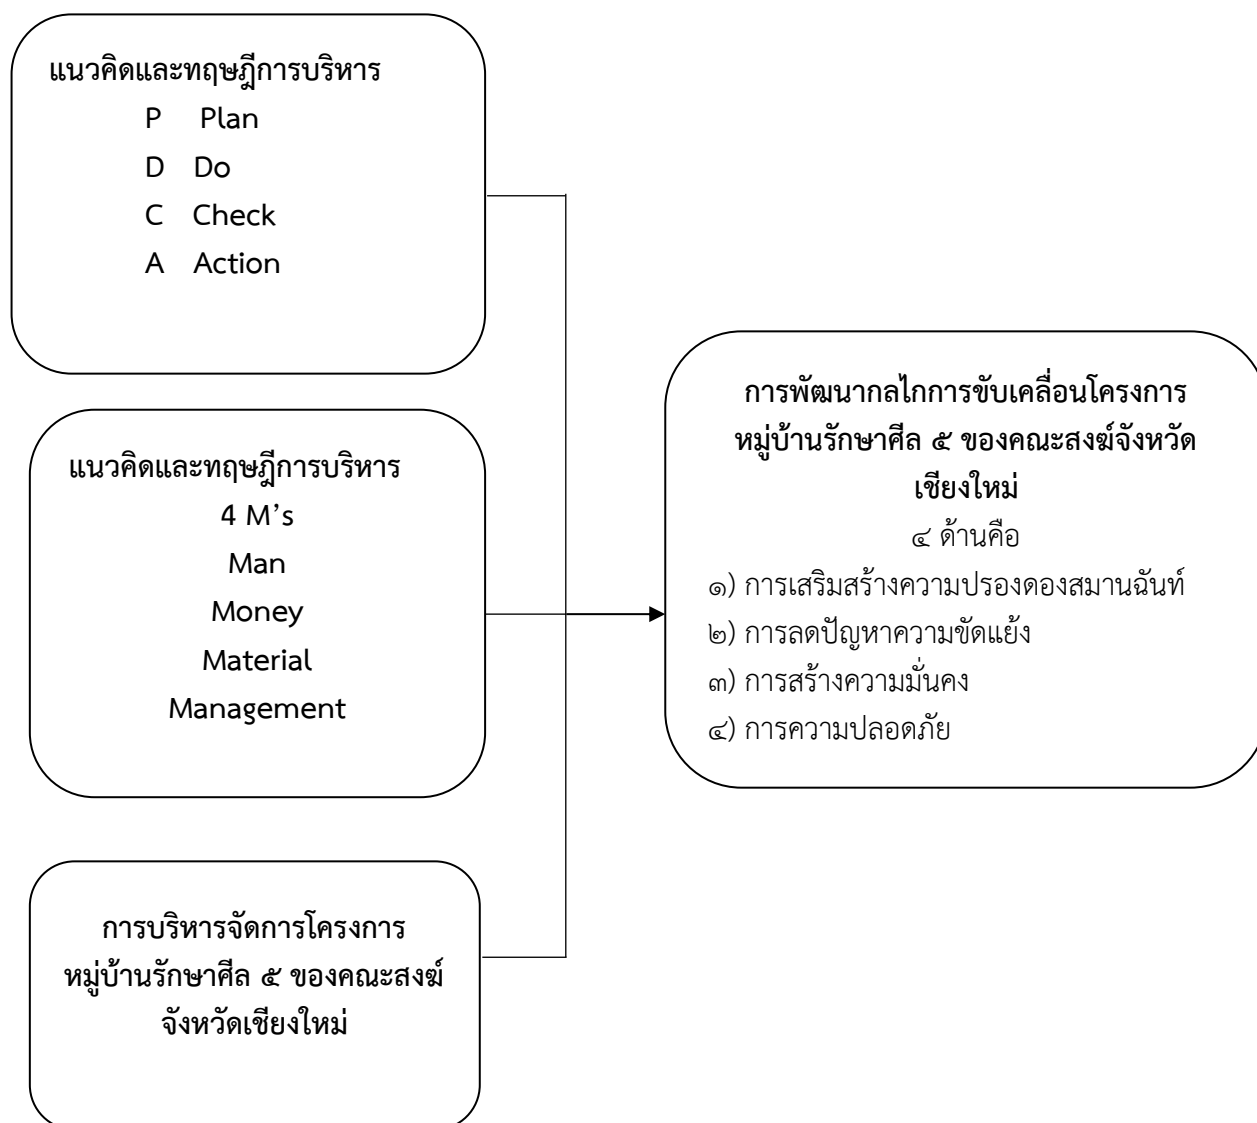 แนวคิดและทฤษฎีการบริหาร
P Plan
D Do
C Check
A Action
แนวคิดและทฤษฎีการบริหาร
4 M’s
Man
Money
Material
Management
การบริหารจัดการโครงการ
หมู่บ้านรักษาศีล ๕ ของคณะสงฆ์
จังหวัดเชียงใหม่
การพัฒนากลไกการขับเคลื่อนโครงการ
หมู่บ้านรักษาศีล ๕ ของคณะสงฆ์จังหวัด
เชียงใหม่
๔ ด้านคือ
๑) การเสริมสร้างความปรองดองสมานฉันท์
๒) การลดปัญหาความขัดแย้ง
๓) การสร้างความมั่นคง
๔) การความปลอดภัย